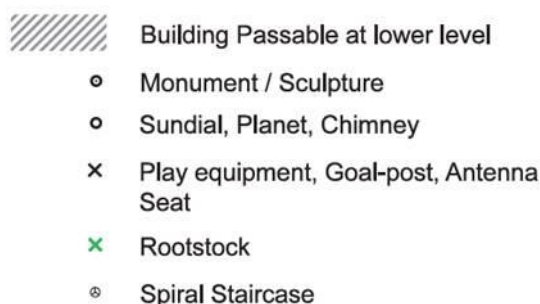 Building Passable at lower level
Monument / Sculpture
Sundial, Planet, Chimney
Play equipment, Goal-post, Antenna
Seat
Rootstock
Spiral Staircase